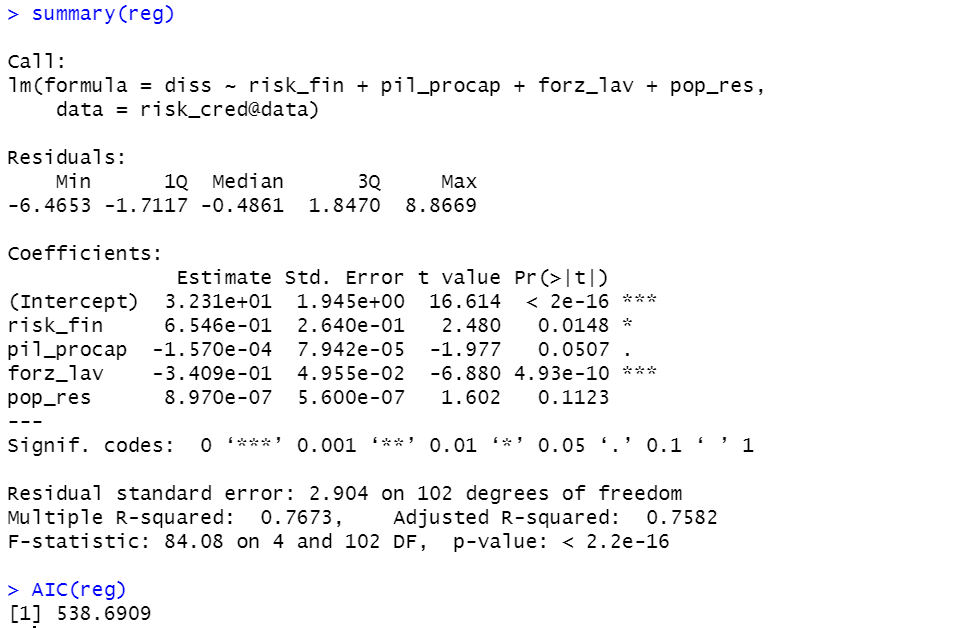 > summary(reg)
Call:
lm(formula = diss ~ risk_fin + pil_procap + forz_lav + pop_res,
    data = risk_cred@data)
Residuals:
    Min      1Q  Median      3Q     Max
-6.4653 -1.7117 -0.4861  1.8470  8.8669
Coefficients:
              Estimate Std. Error t value Pr(>|t|)
(Intercept)  3.231e+01  1.945e+00  16.614  < 2e-16 ***
risk_fin     6.546e-01  2.640e-01   2.480   0.0148 *
pil_procap  -1.570e-04  7.942e-05  -1.977   0.0507 .
forz_lav    -3.409e-01  4.955e-02  -6.880 4.93e-10 ***
pop_res      8.970e-07  5.600e-07   1.602   0.1123
---
Signif. codes:  0 ‘***’ 0.001 ‘**’ 0.01 ‘*’ 0.05 ‘.’ 0.1 ‘ ’ 1
Residual standard error: 2.904 on 102 degrees of freedom
Multiple R-squared:  0.7673,    Adjusted R-squared:  0.7582
F-statistic: 84.08 on 4 and 102 DF,  p-value: < 2.2e-16
> AIC(reg)
[1] 538.6909